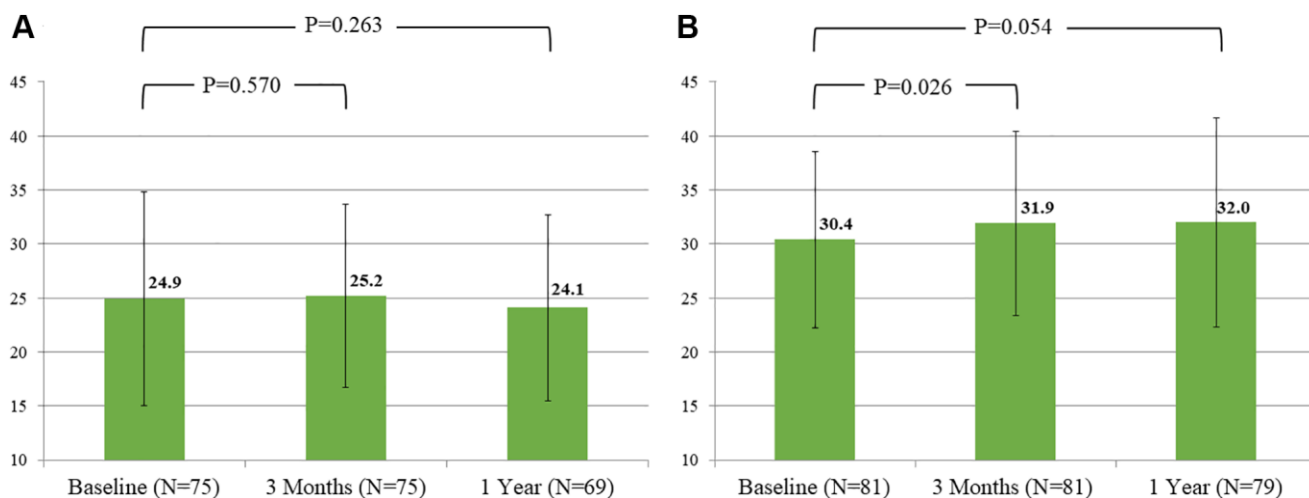 A
P=0.263
P=0.570
45
40
35
30
25
20
15
10
24.9
25.2
24.1
Baseline (N=75)
3 Months (N=75)
1 Year (N=69)
B
P=0.054
P=0.026
45
40
35
30
25
20
15
10
30.4
31.9
32.0
Baseline (N=81)
3 Months (N=81)
1 Year (N=79)